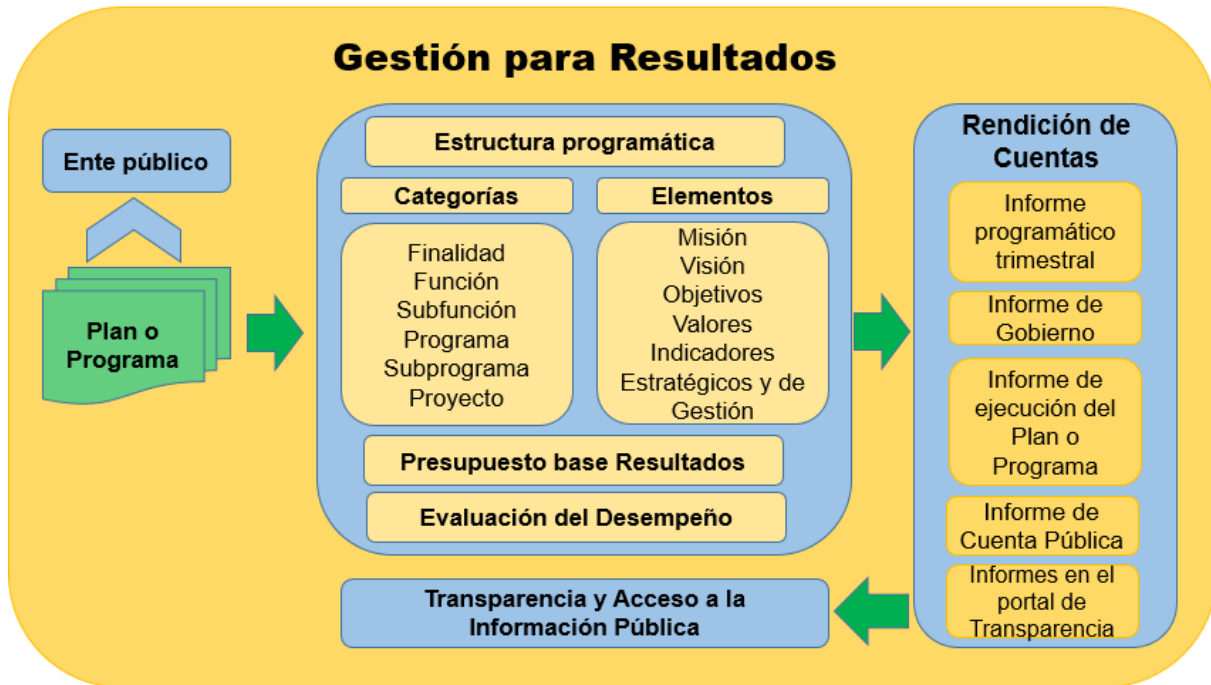 Gestión para Resultados
Ente público
Plan o
Programa
Estructura programática
Categorías
Finalidad
Función
Subfunción
Programa
Subprograma
Proyecto
Elementos
Misión
Visión
Objetivos
Valores
Indicadores
Estratégicos y de
Gestión
Presupuesto base Resultados
Evaluación del Desempeño
Rendición de
Cuentas
Informe
programático
trimestral
Informe de
Gobierno
Informe de
ejecución del
Plan o
Programa
Informe de
Cuenta Pública
Informes en el
portal de
Transparencia
Transparencia y Acceso a la
Información Pública